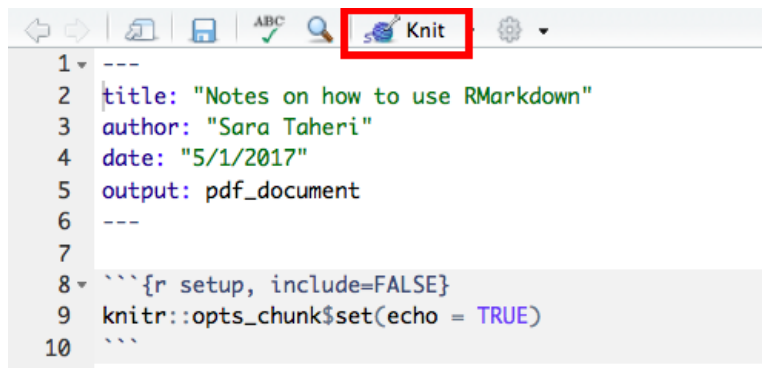 ABC Knit
1 ---
2 title: "Notes on how to use RMarkdown"
3 author: "Sara Taheri"
4 date: "5/1/2017"
5 output: pdf_document
6 ---
7
8 ```{r setup, include=FALSE}
9 knitr::opts_chunk$set(echo = TRUE)
10 ```